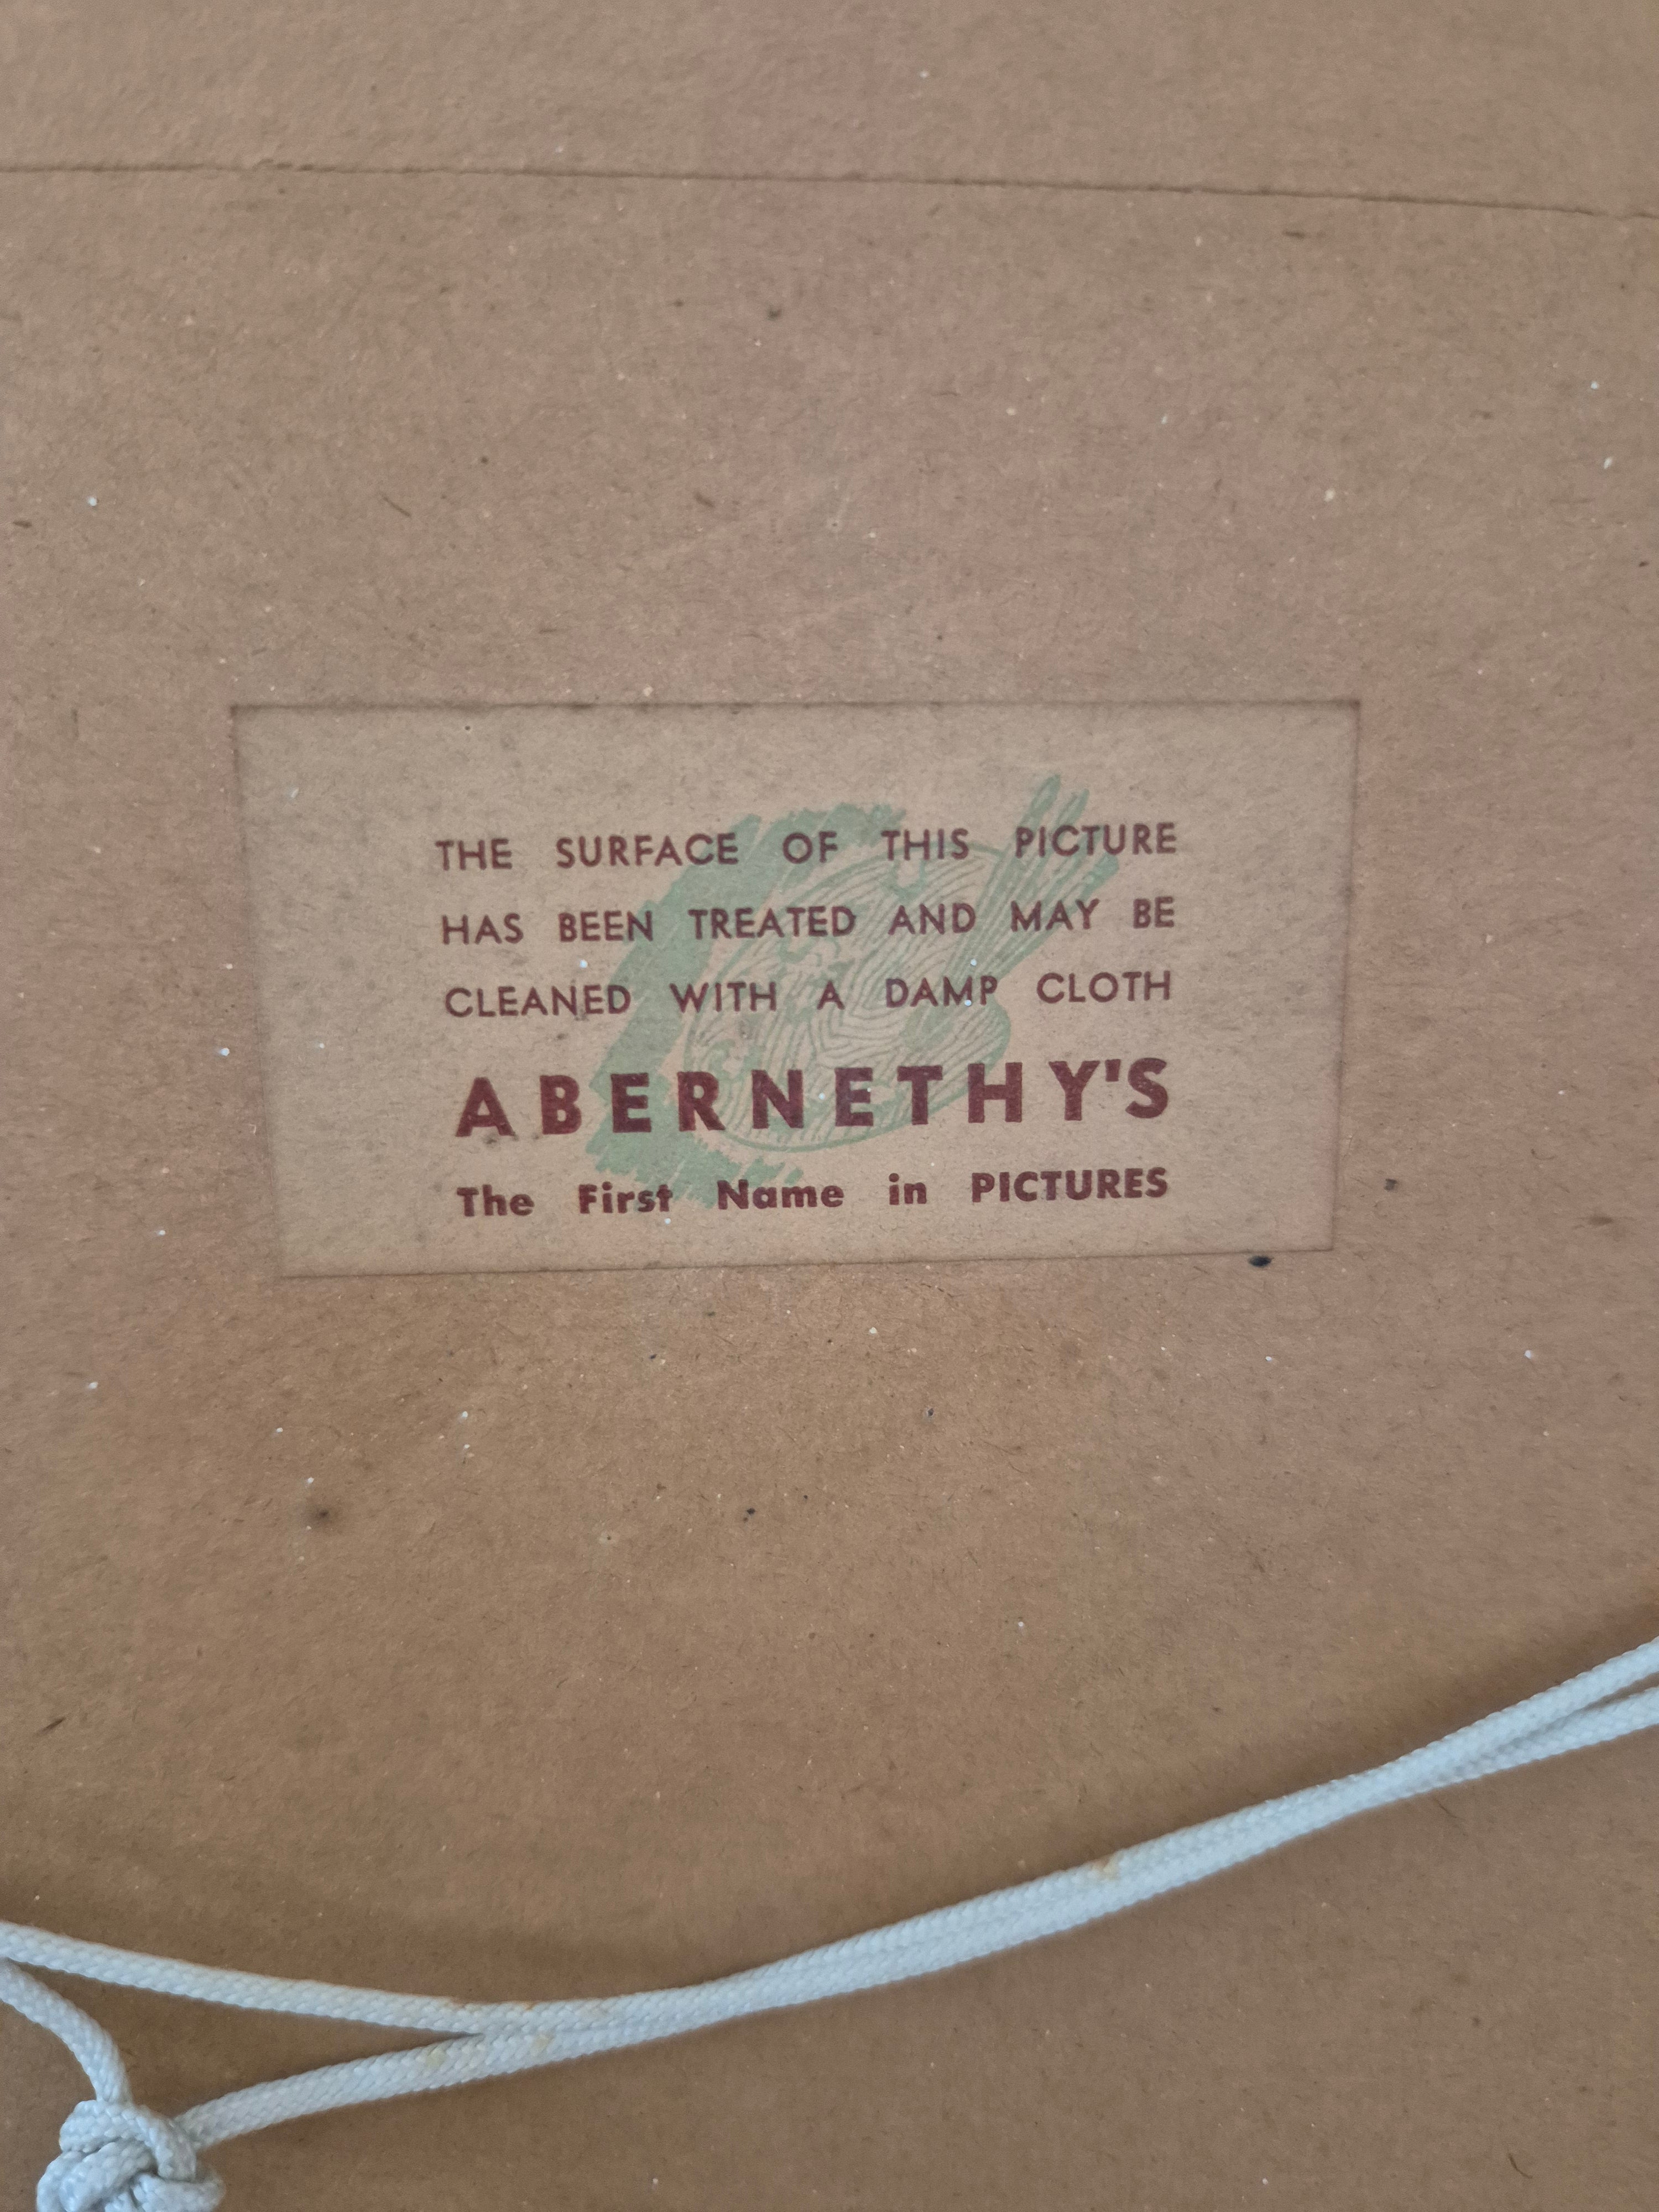 THE SURFACE OF THIS PICTURE
HAS BEEN TREATED AND MAY BE
CLEANED WITH A DAMP CLOTH
ABERNETHY'S
The First Name in PICTURES